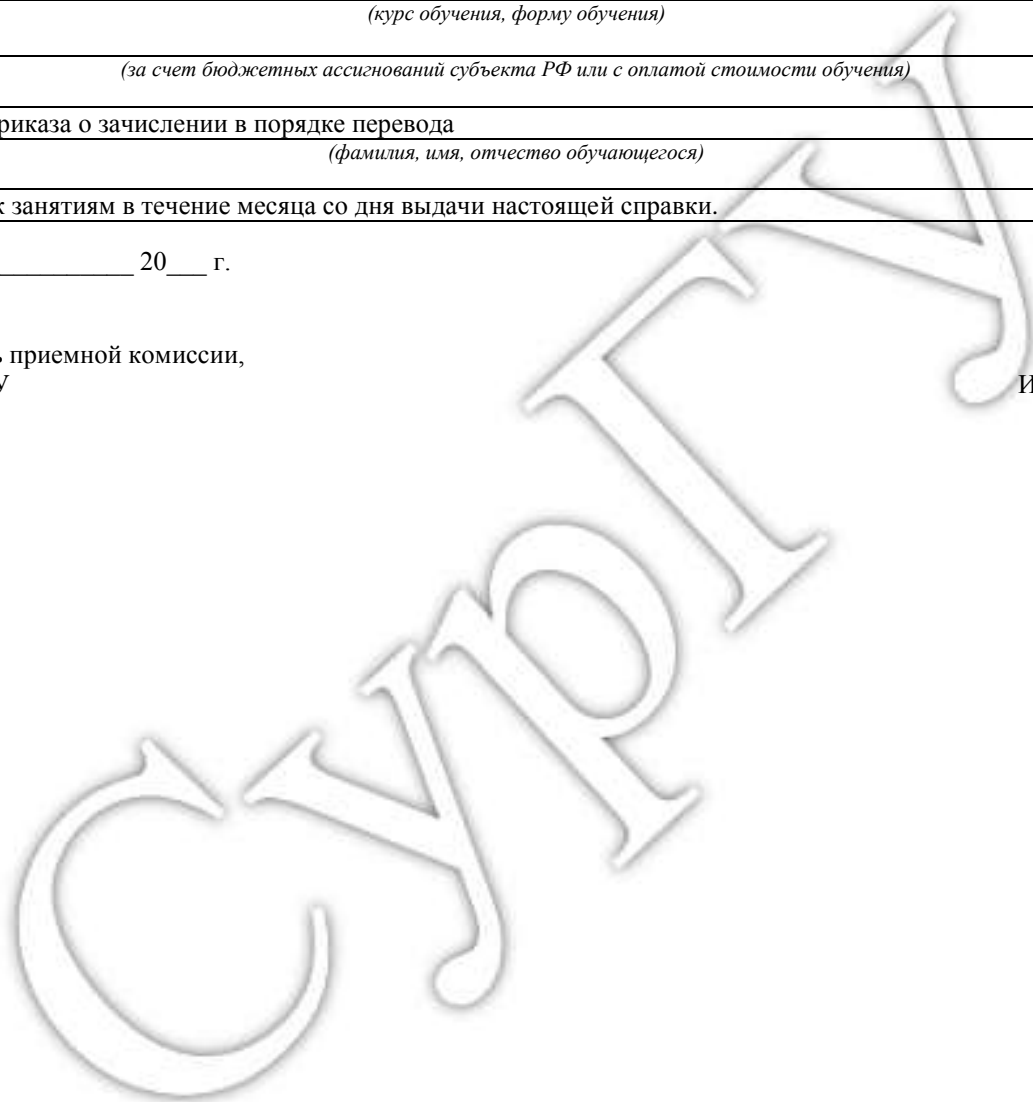 (курс обучения, форму обучения)
(за счет бюджетных ассигнований субъекта РФ или с оплатой стоимости обучения)
риказа о зачислении в порядке перевода
(фамилия, имя, отчество обучающегося)
к занятиям в течение месяца со дня выдачи настоящей справки.
___________ 20___ г.
ь приемной комиссии,
У И
СурГУ